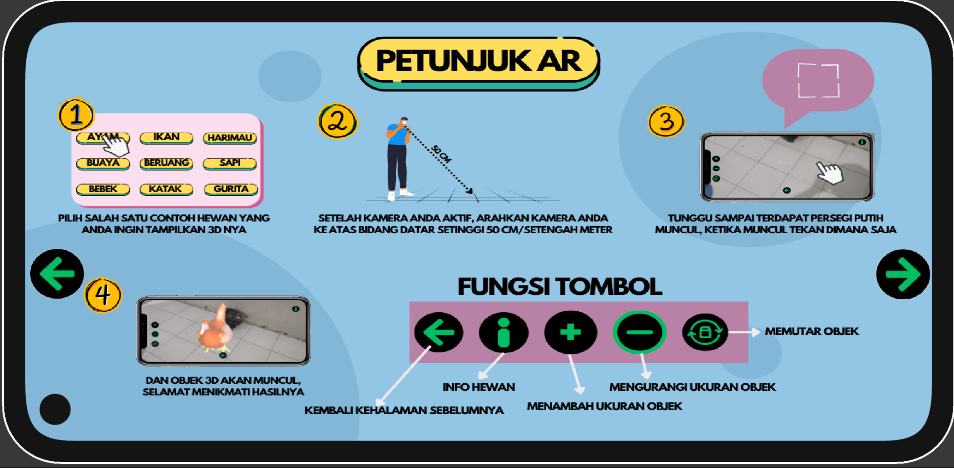 PETUNJUK AR
1
AYAM IKAN HARIMAU
BUAYA BERUANG SAPI
BEBEK KATAK GURITA
PILIH SALAH SATU CONTOH HEWAN YANG
ANDA INGIN TAMPILKAN 3D NYA
2
50 CM
SETELAH KAMERA ANDA AKTIF, ARAHKAN KAMERA ANDA
KE ATAS BIDANG DATAR SETINGGI 50 CM/SETENGAH METER
3
TUNGGU SAMPAI TERDAPAT PERSEGI PUTIH
MUNCUL, KETIKA MUNCUL TEKAN DIMANA SAJA
4
DAN OBJEK 3D AKAN MUNCUL,
SELAMAT MENIKMATI HASILNYA
FUNGSI TOMBOL
MEMUTAR OBJEK
INFO HEWAN
MENGURANGI UKURAN OBJEK
KEMBALI KEHALAMAN SEBELUMNYA
MENAMBAH UKURAN OBJEK